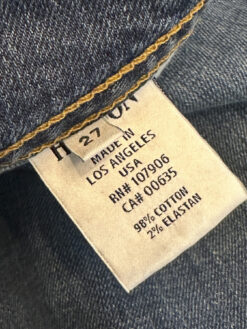 27
MADE IN
LOS ANGELES
USA
RN# 107906
CA# 00635
98% COTTON
2% ELASTAN